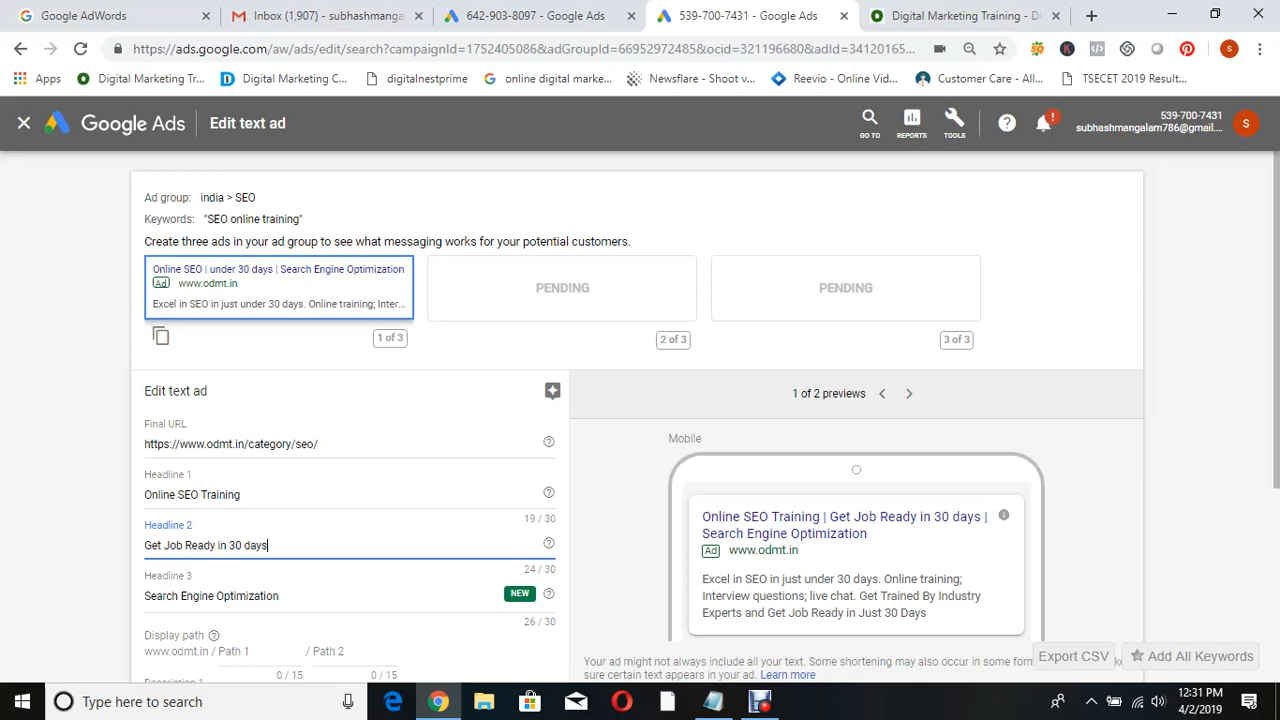 Google AdWords
Inbox (1,907) - subhashmangal
642-903-8097 - Google Ads
539-700-7431 - Google Ads
Digital Marketing Training - D
https://ads.google.com/aw/ads/edit/search?campaignId=1752405086&adGroupId=66952972485&ocid=321196680&adId=34120165...
S
Apps
Digital Marketing Tr...
Digital Marketing C...
digitalnestprime
online digital marke...
Newsflare - Shoot v...
Reevio - Online Vid...
Customer Care - Al...
TSECET 2019 Result...
Google Ads
Edit text ad
GO TO
REPORTS
TOOLS
!
539-700-7431
subhashmangalam786@gmail....
S
Ad group: india > SEO
Keywords: "SEO online training"
Create three ads in your ad group to see what messaging works for your potential customers.
Online SEO | under 30 days | Search Engine Optimization
Ad www.odmt.in
Excel in SEO in just under 30 days. Online training; Inter...
PENDING
PENDING
1 of 3
2 of 3
3 of 3
Edit text ad
Final URL
https://www.odmt.in/category/seo/
Headline 1
Online SEO Training
19 / 30
Headline 2
Get Job Ready in 30 days
24 / 30
Headline 3
Search Engine Optimization
NEW
26 / 30
Display path
www.odmt.in / Path 1 / Path 2
0 / 15
0 / 15
1 of 2 previews
Mobile
Online SEO Training | Get Job Ready in 30 days |
Search Engine Optimization
Ad www.odmt.in
Excel in SEO in just under 30 days. Online training;
Interview questions; live chat. Get Trained By Industry
Experts and Get Job Ready in Just 30 Days
Your ad might not always include all your text. Some shortening may also occur in some form
sure certain text appears in your ad. Learn more
Export CSV
Add All Keywords
Type here to search
12:31 PM
4/2/2019